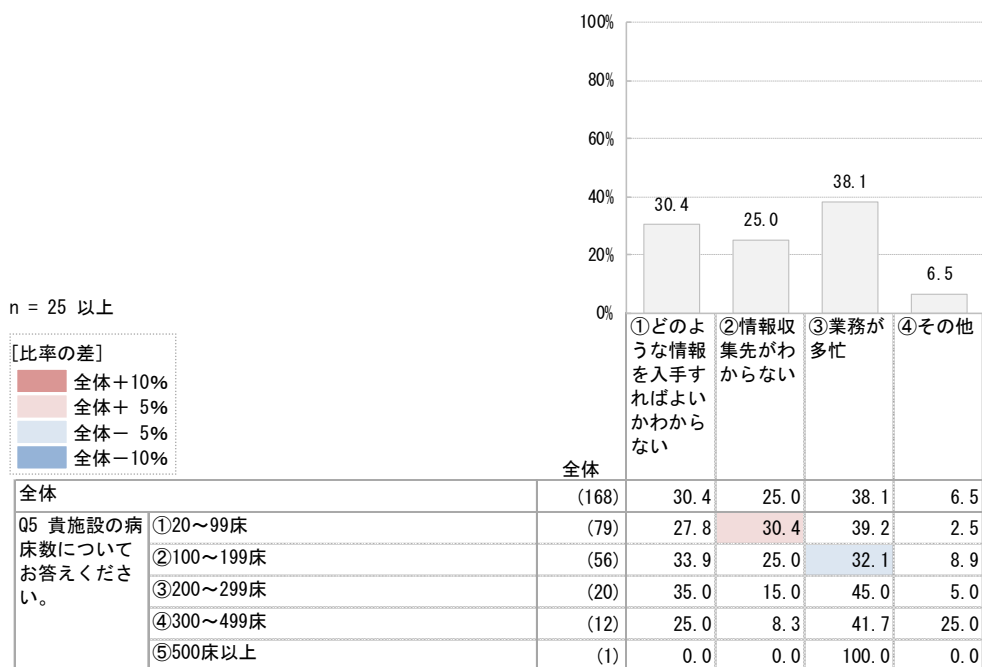 100%
80%
60%
40%
20%
0%
30.4
25.0
38.1
6.5
n = 25 以上
[比率の差]
全体＋10%
全体＋ 5%
全体－ 5%
全体－10%
①どのよ
うな情報
を入手す
ればよい
かわから
ない
②情報収
集先がわ
からない
③業務が
多忙
④その他
全体
全体 (168) 30.4 25.0 38.1 6.5
Q5 貴施設の病
床数について
お答えくださ
い。
①20～99床 (79) 27.8 30.4 39.2 2.5
②100～199床 (56) 33.9 25.0 32.1 8.9
③200～299床 (20) 35.0 15.0 45.0 5.0
④300～499床 (12) 25.0 8.3 41.7 25.0
⑤500床以上 (1) 0.0 0.0 100.0 0.0